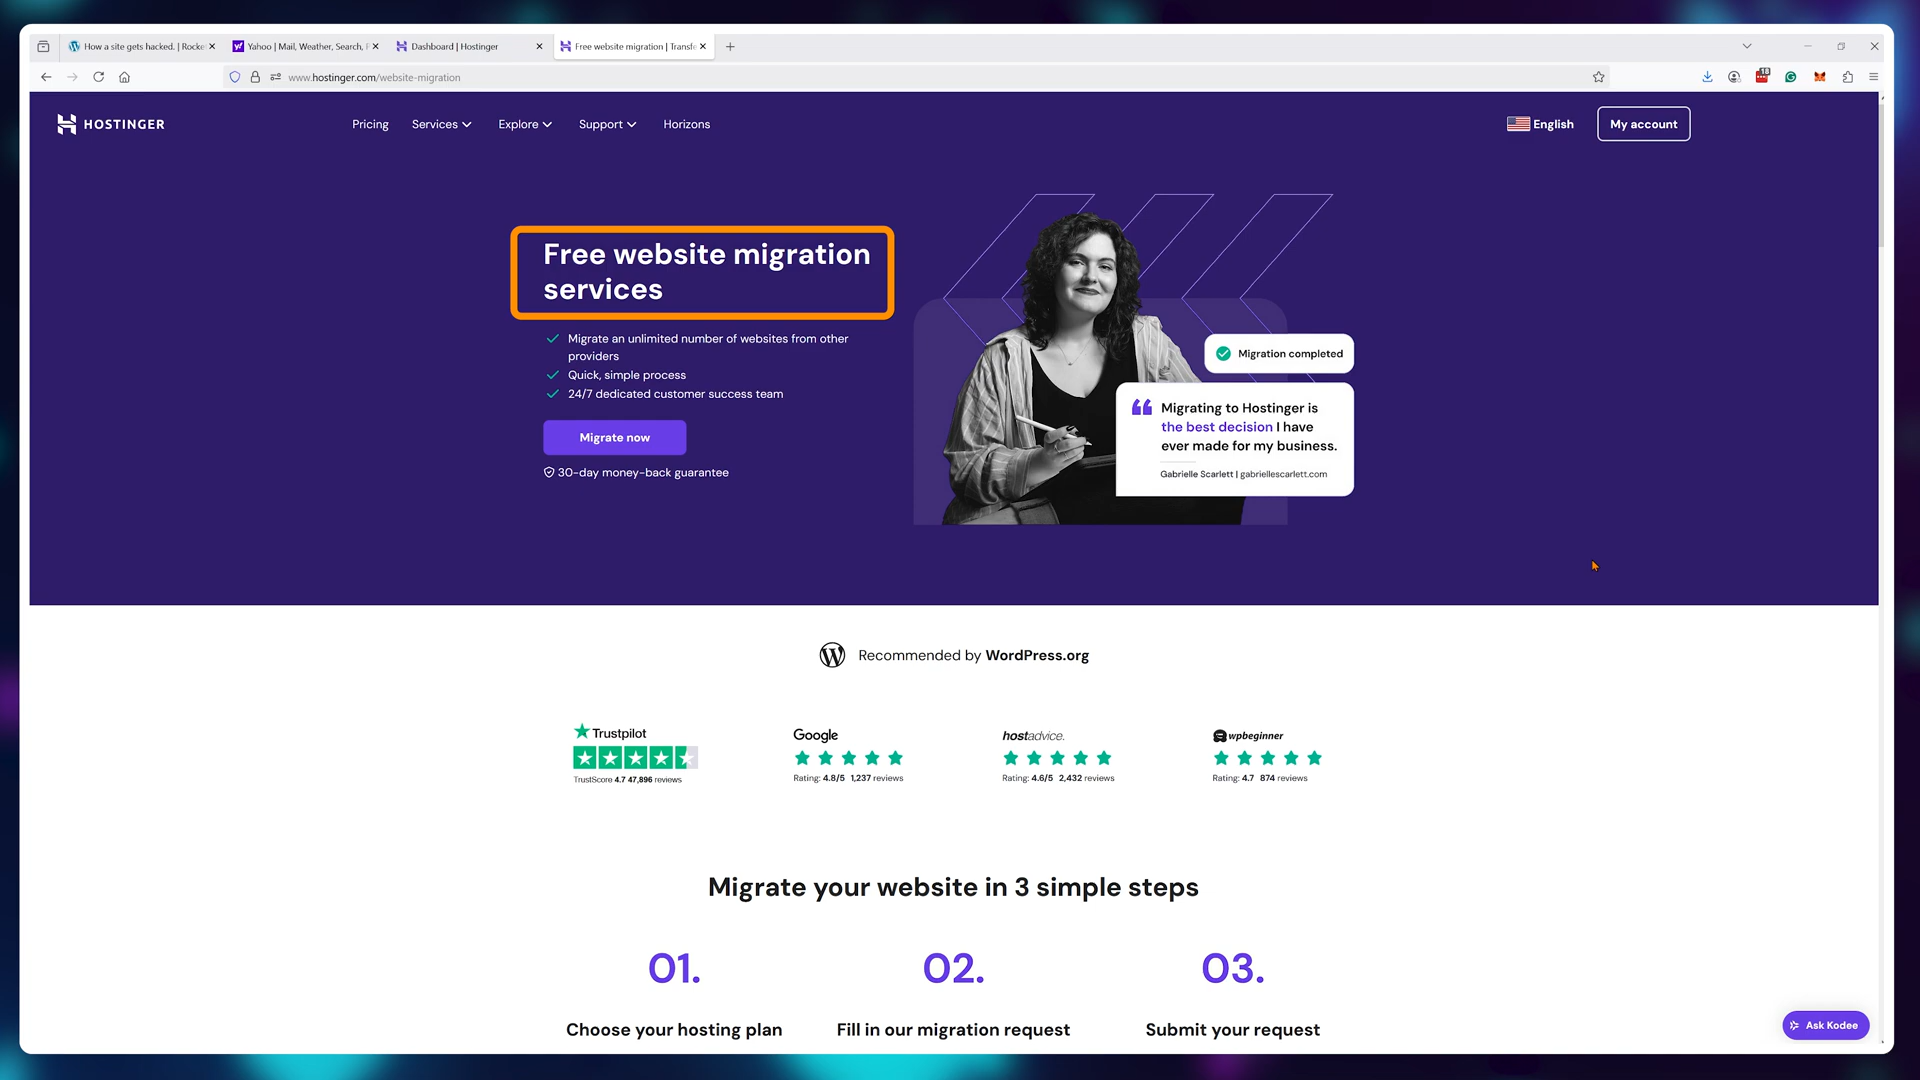 How a site gets hacked. | Rocket
Yahoo | Mail, Weather, Search, F
Dashboard | Hostinger
Free website migration | Transfe
www.hostinger.com/website-migration
18
HOSTINGER
Pricing
Services
Explore
Support
Horizons
English
My account
Free website migration
services
Migrate an unlimited number of websites from other
providers
Quick, simple process
24/7 dedicated customer success team
Migrate now
30-day money-back guarantee
Migration completed
Migrating to Hostinger is
the best decision I have
ever made for my business.
Gabrielle Scarlett | gabriellescarlett.com
Recommended by WordPress.org
Trustpilot
TrustScore 4.7 47,896 reviews
Google
Rating: 4.8/5 1,237 reviews
hostadvice.
Rating: 4.6/5 2,432 reviews
wpbeginner
Rating: 4.7 874 reviews
Migrate your website in 3 simple steps
01.
02.
03.
Choose your hosting plan
Fill in our migration request
Submit your request
Ask Kodee